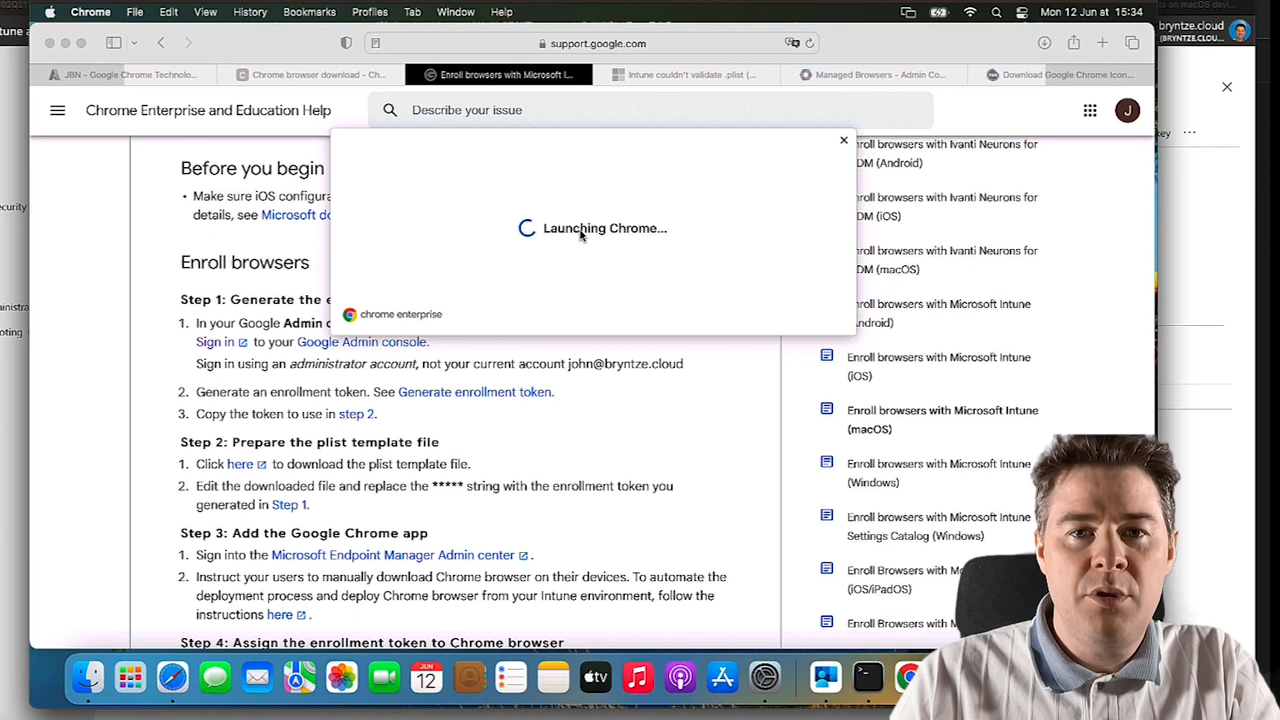 Chrome File Edit View History Bookmarks Profiles Tab Window Help Mon 12 Jun at 15:34
bryntze.cloud
(BRYNTZE.CLOU...
support.google.com
JBN - Google Chrome Technolo...
Chrome browser download - Ch...
Enroll browsers with Microsoft I...
Intune couldn't validate .plist (...
Managed Browsers - Admin Co...
Download Google Chrome Icon...
Chrome Enterprise and Education Help
Describe your issue
J
Before you begin
• Make sure iOS configura
details, see Microsoft do
Enroll browsers
Step 1: Generate the e
1. In your Google Admin c
Sign in to your Google Admin console.
Sign in using an administrator account, not your current account john@bryntze.cloud
2. Generate an enrollment token. See Generate enrollment token.
3. Copy the token to use in step 2.
Step 2: Prepare the plist template file
1. Click here to download the plist template file.
2. Edit the downloaded file and replace the ***** string with the enrollment token you
generated in Step 1.
Step 3: Add the Google Chrome app
1. Sign into the Microsoft Endpoint Manager Admin center.
2. Instruct your users to manually download Chrome browser on their devices. To automate the
deployment process and deploy Chrome browser from your Intune environment, follow the
instructions here.
Step 4: Assign the enrollment token to Chrome browser
Launching Chrome...
chrome enterprise
nroll browsers with Ivanti Neurons for
DM (Android)
nroll browsers with Ivanti Neurons for
DM (iOS)
nroll browsers with Ivanti Neurons for
DM (macOS)
nroll browsers with Microsoft Intune
Android)
Enroll browsers with Microsoft Intune
(iOS)
Enroll browsers with Microsoft Intune
(macOS)
Enroll browsers with Microsoft Intune
(Windows)
Enroll browsers with Microsoft Intune
Settings Catalog (Windows)
Enroll Browsers with M
(iOS/iPadOS)
Enroll Browsers with M
JUN
12
tv
ecurity
ministra
oting
ey ...